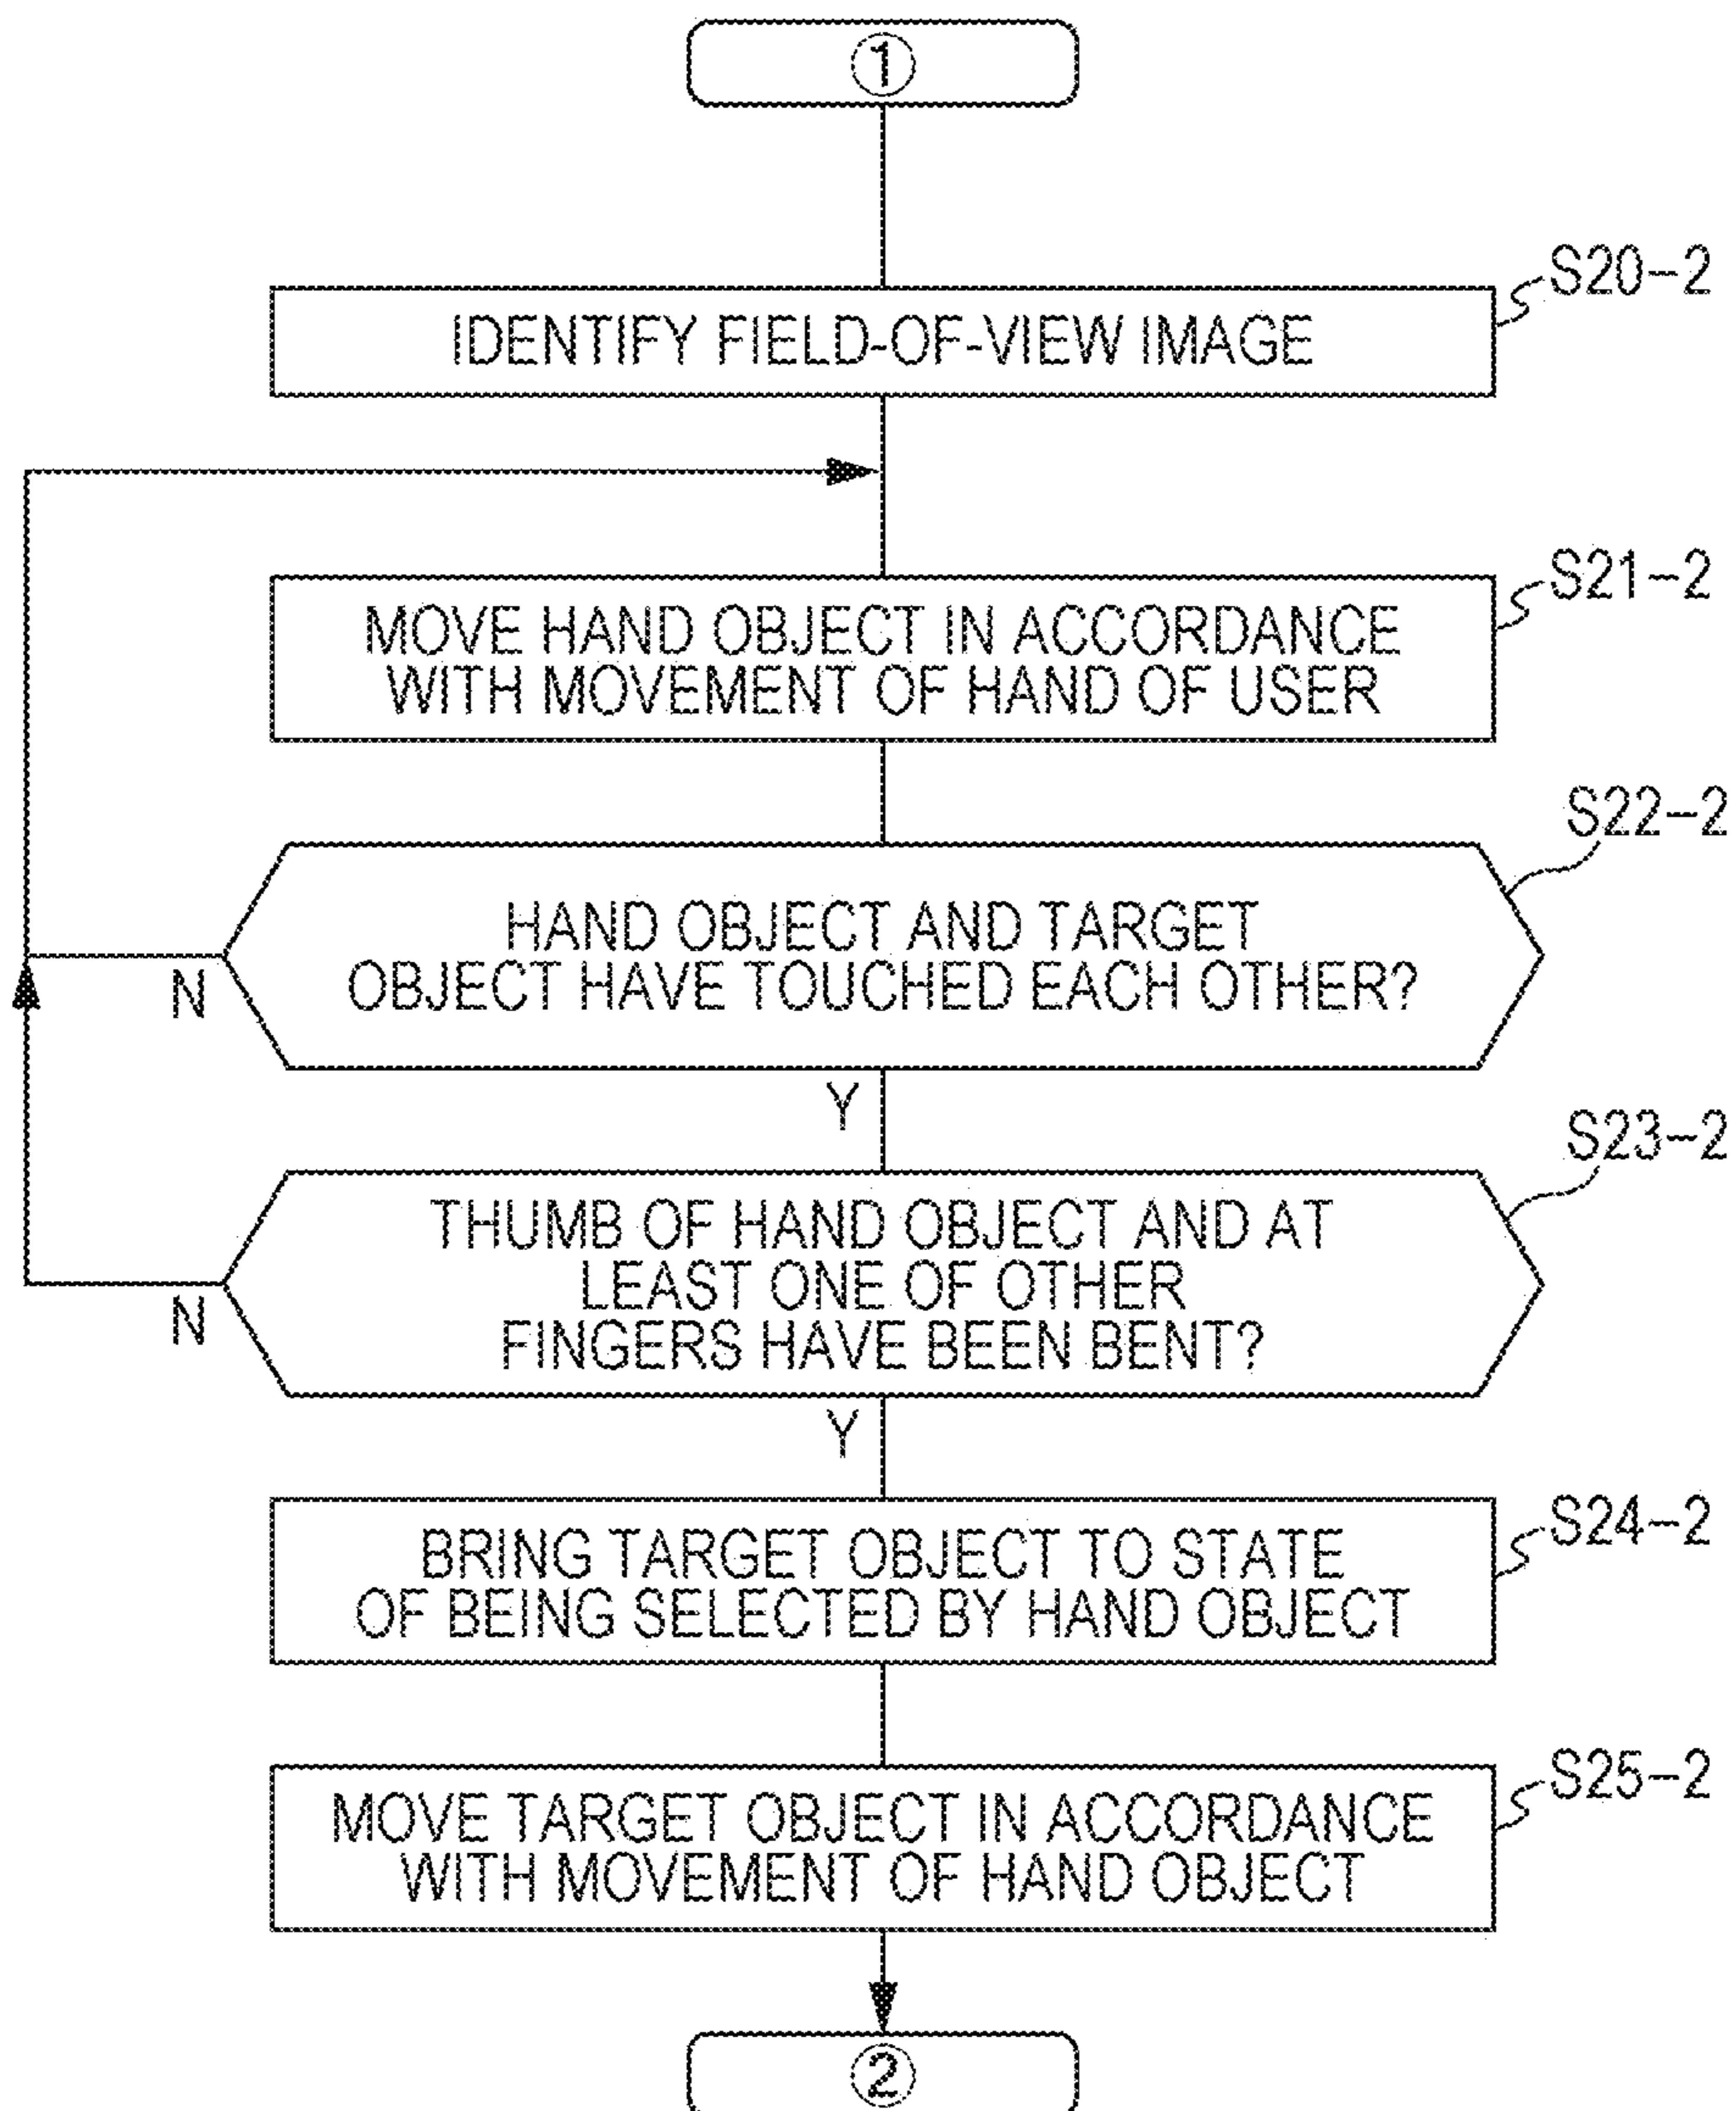 ①
S20-2
IDENTIFY FIELD-OF-VIEW IMAGE
S21-2
MOVE HAND OBJECT IN ACCORDANCE
WITH MOVEMENT OF HAND OF USER
S22-2
HAND OBJECT AND TARGET
OBJECT HAVE TOUCHED EACH OTHER?
N
Y
S23-2
THUMB OF HAND OBJECT AND AT
LEAST ONE OF OTHER
FINGERS HAVE BEEN BENT?
N
Y
S24-2
BRING TARGET OBJECT TO STATE
OF BEING SELECTED BY HAND OBJECT
S25-2
MOVE TARGET OBJECT IN ACCORDANCE
WITH MOVEMENT OF HAND OBJECT
②